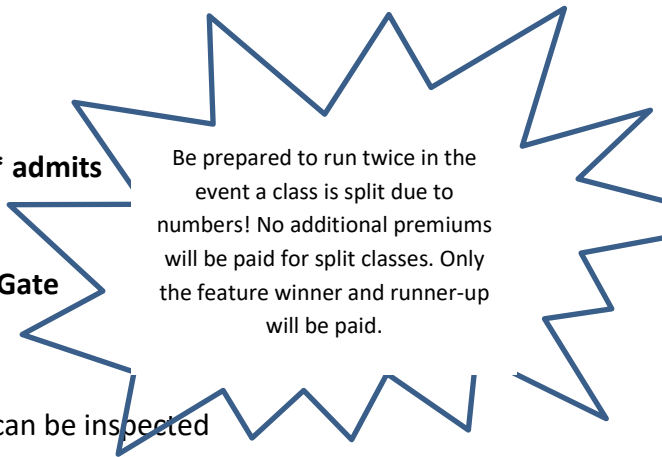 * admits
Be prepared to run twice in the
event a class is split due to
numbers! No additional premiums
will be paid for split classes. Only
the feature winner and runner-up
will be paid.
Gate
can be inspected